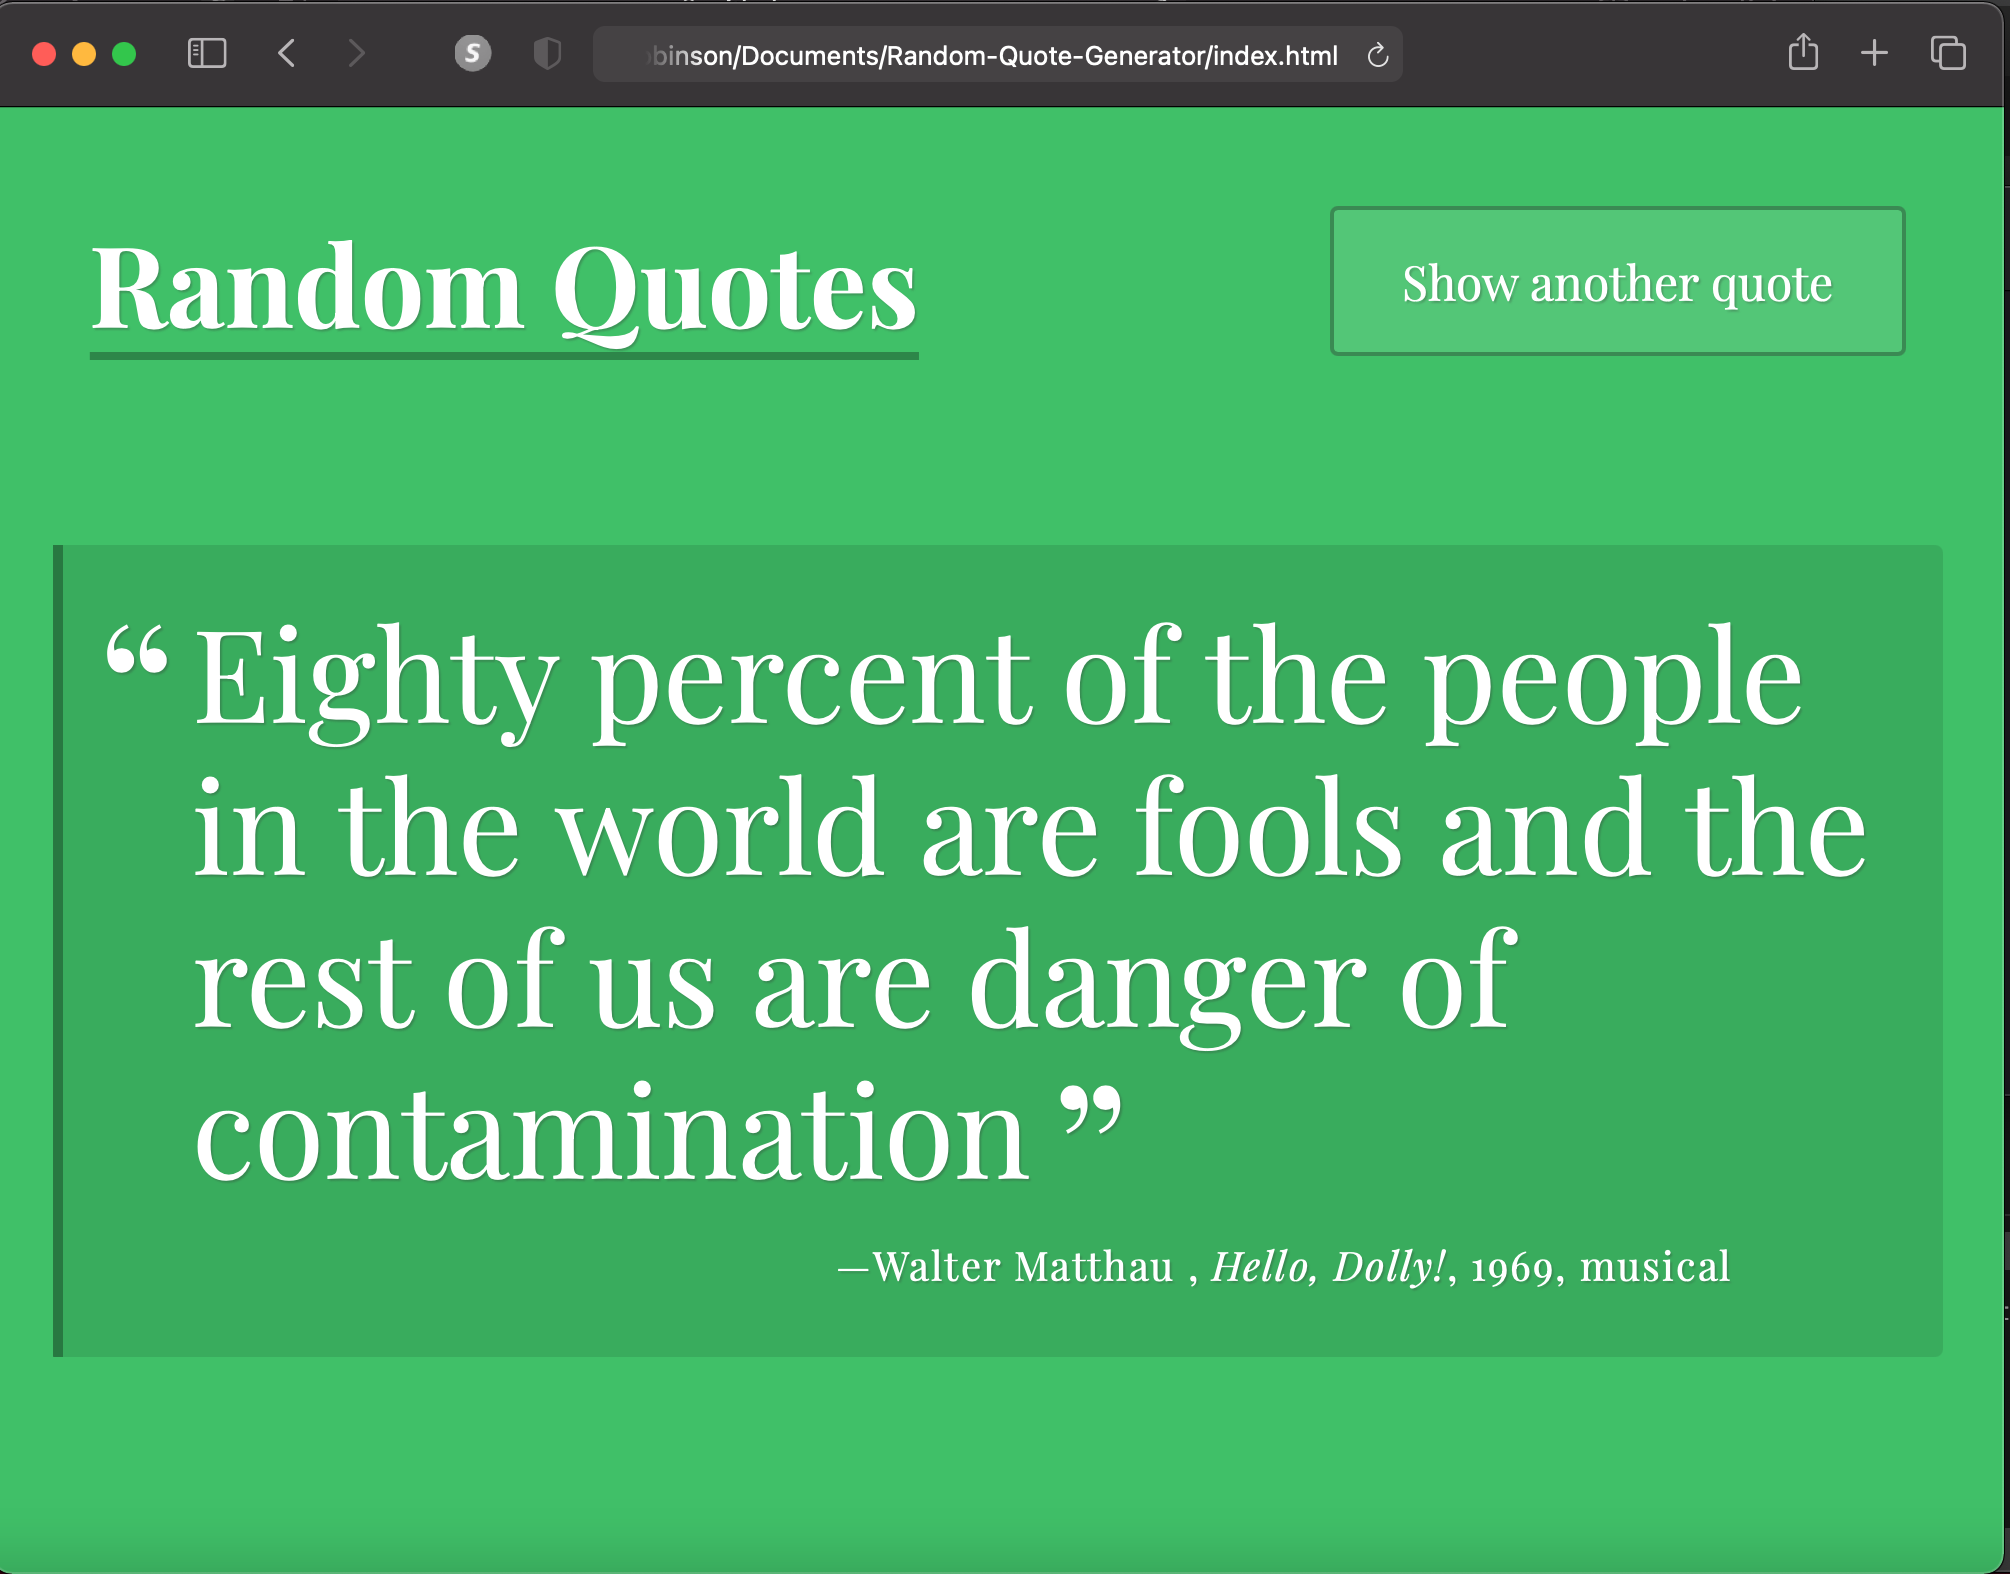 binson/Documents/Random-Quote-Generator/index.html
Random Quotes
Show another quote
“ Eighty percent of the people
in the world are fools and the
rest of us are danger of
contamination ”
—Walter Matthau , Hello, Dolly!, 1969, musical